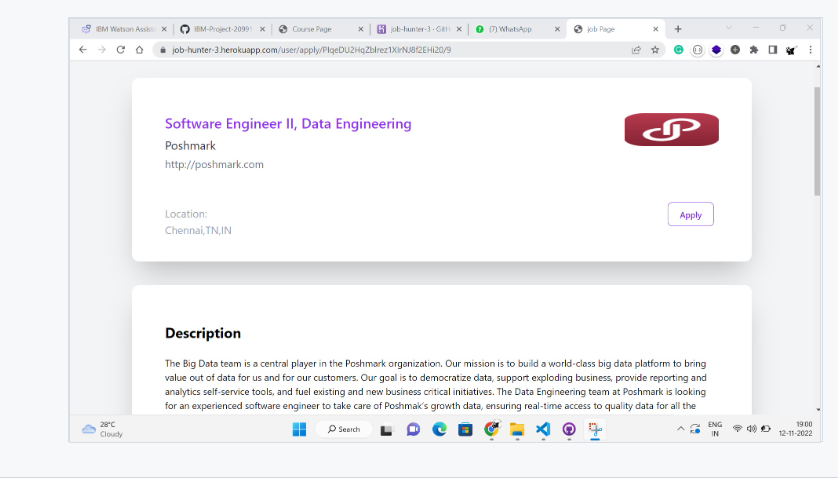 IBM Watson Assista
IBM-Project-2099
Course Page
job-hunter-3 · GitH
(7) WhatsApp
job Page
job-hunter-3.herokuapp.com/user/apply/
Software Engineer II, Data Engineering
Poshmark
http://poshmark.com
Location:
Chennai,TN,IN
Apply
Description
The Big Data team is a central player in the Poshmark organization. Our mission is to build a world-class big data platform to bring
value out of data for us and for our customers. Our goal is to democratize data, support exploding business, provide reporting and
analytics self-service tools, and fuel existing and new business critical initiatives. The Data Engineering team at Poshmark is looking
for an experienced software engineer to take care of Poshmak's growth data, ensuring real-time access to quality data for all the
28°C
Cloudy
Search
ENG
IN
19:00
12-11-2022